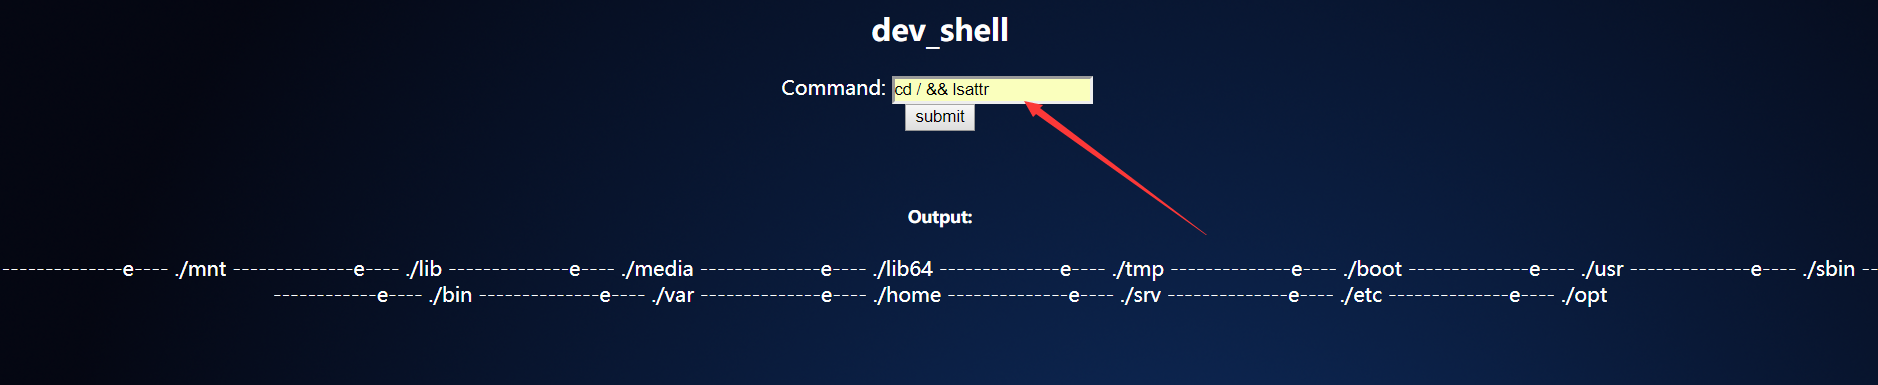 dev_shell
Command: cd / && lsattr
submit
Output:
-------------e---- ./mnt -------------e---- ./lib -------------e---- ./media -------------e---- ./lib64 -------------e---- ./tmp -------------e---- ./boot -------------e---- ./usr -------------e---- ./sbin --
-----------e---- ./bin -------------e---- ./var -------------e---- ./home -------------e---- ./srv -------------e---- ./etc -------------e---- ./opt